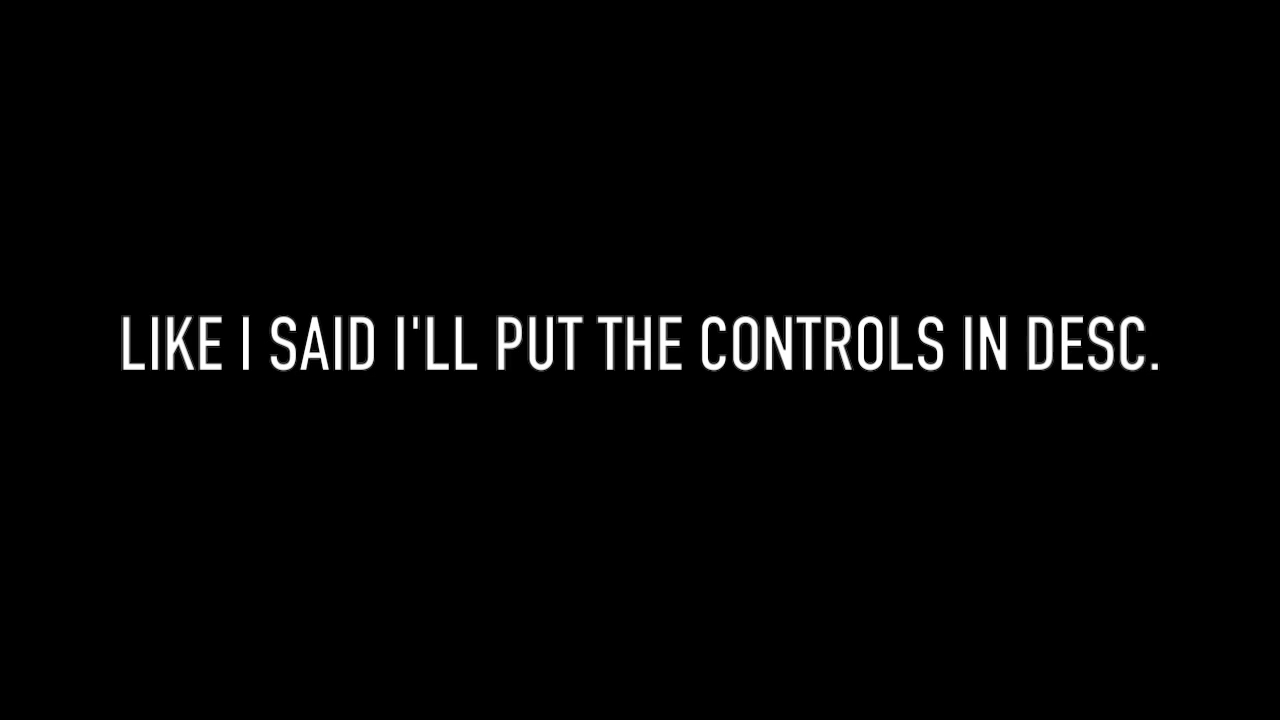 LIKE I SAID I'LL PUT THE CONTROLS IN DESC.